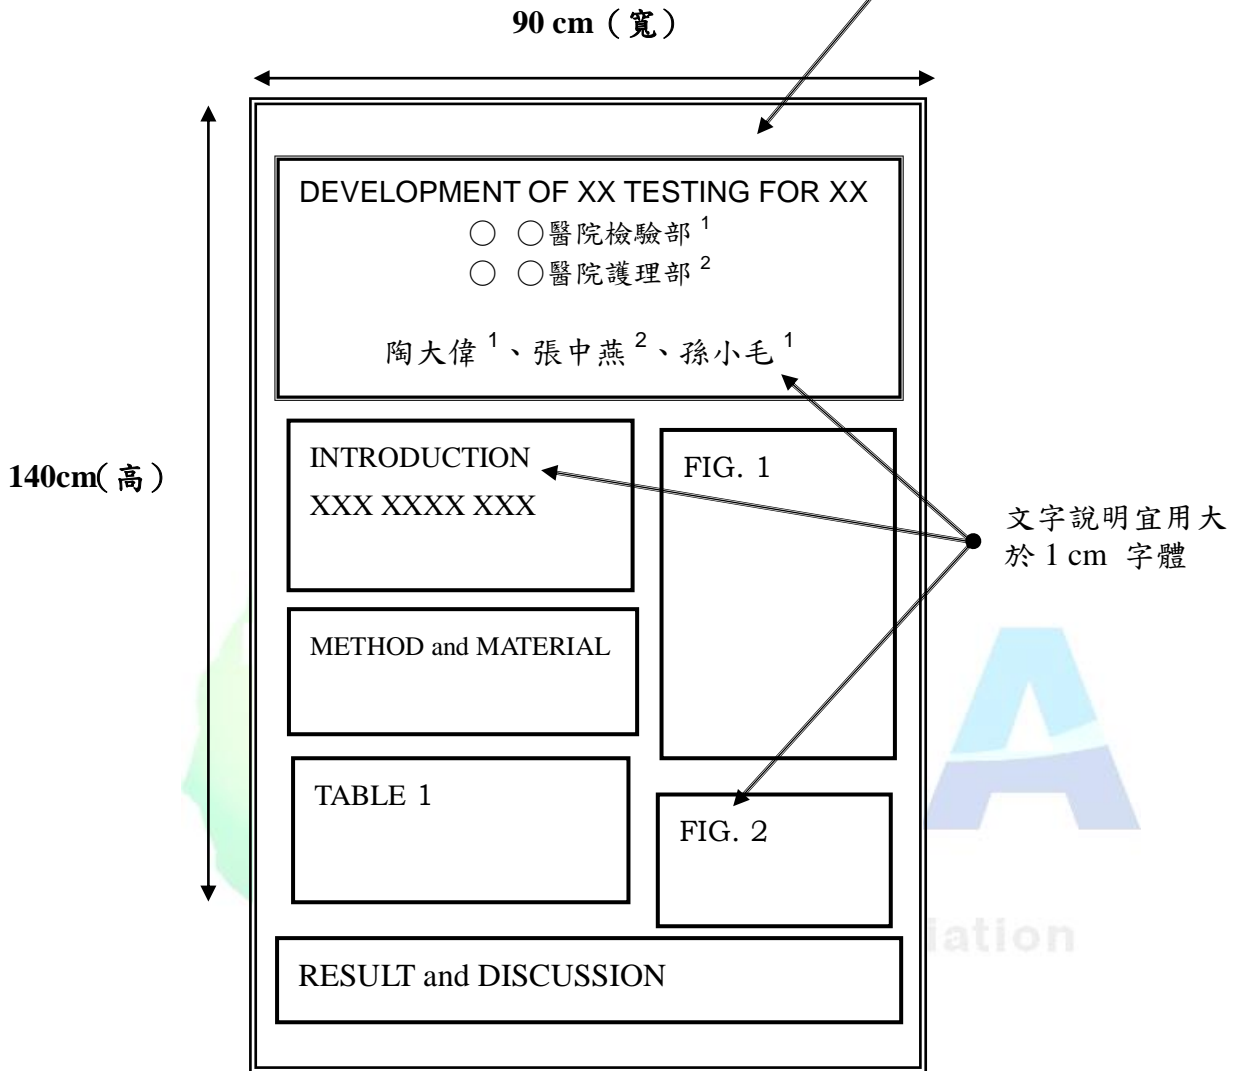 90 cm（寬）
DEVELOPMENT OF XX TESTING FOR XX
○ ○醫院檢驗部 1
○ ○醫院護理部 2
陶大偉 1、張中燕 2、孫小毛 1
140cm(高)
INTRODUCTION
XXX XXXX XXX
FIG. 1
文字說明宜用大
於 1 cm 字體
METHOD and MATERIAL
TABLE 1
FIG. 2
A
iation
RESULT and DISCUSSION